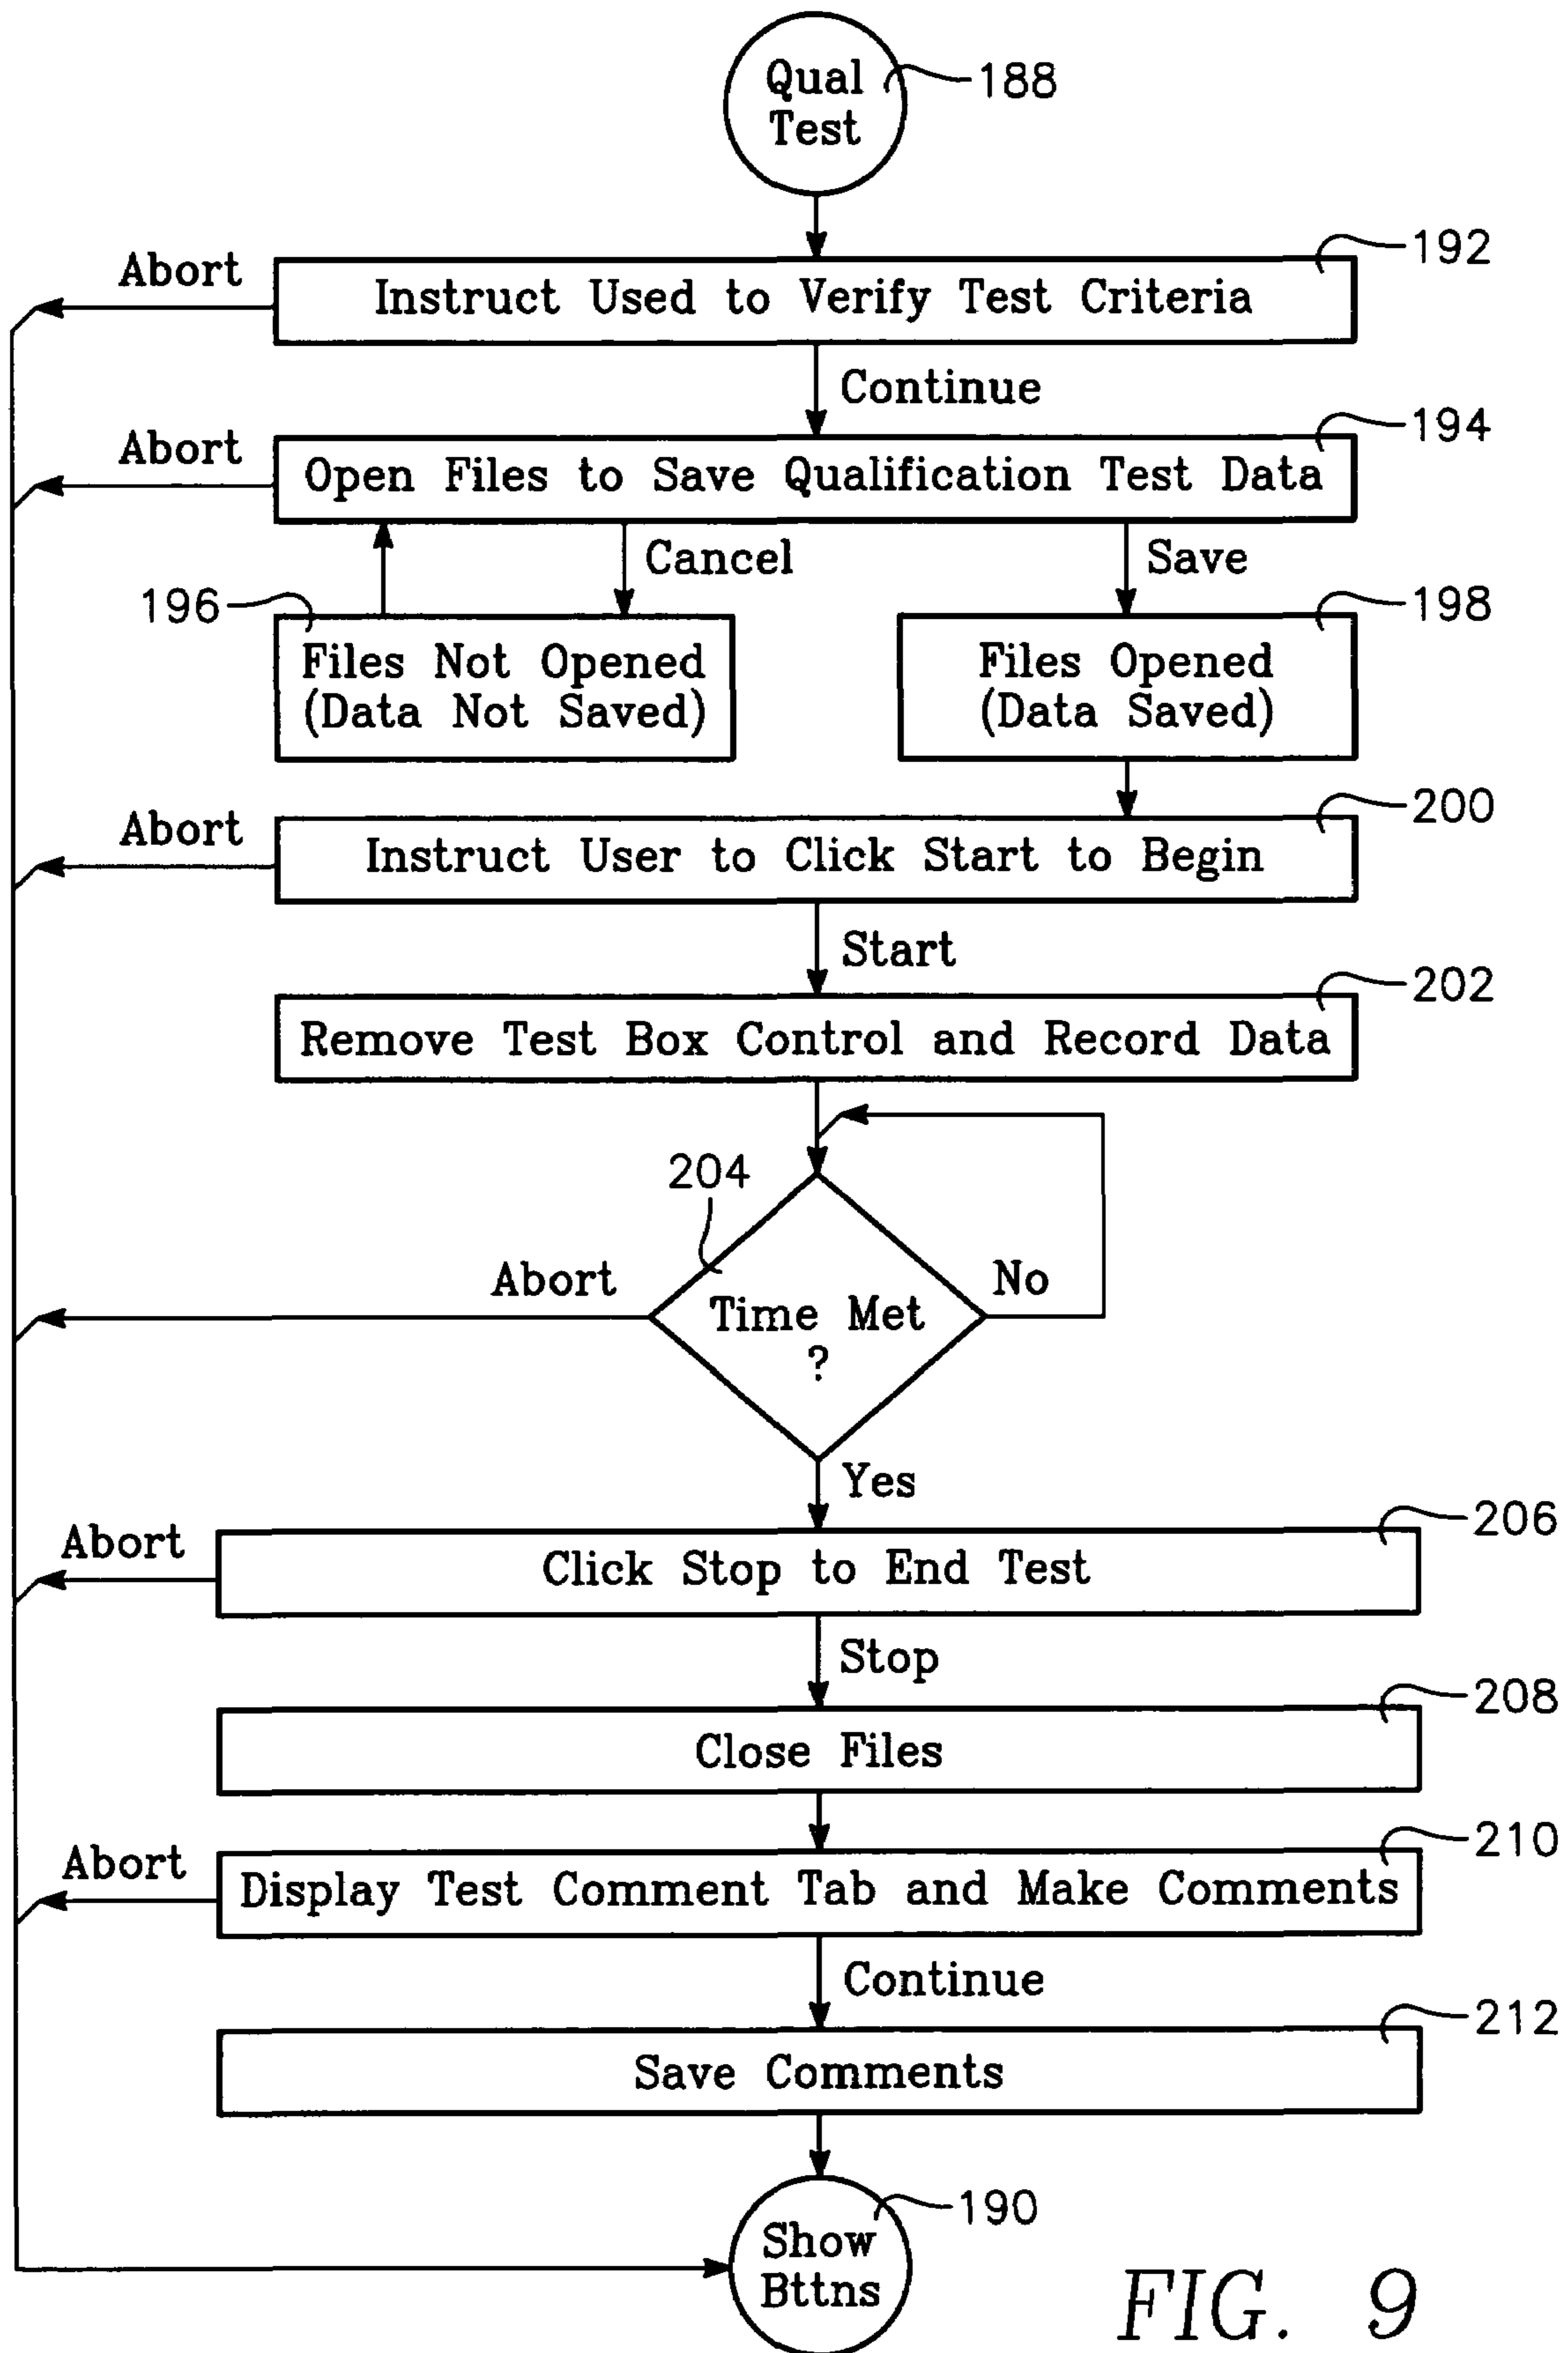 Qual
Test
188
192
Abort
Instruct Used to Verify Test Criteria
Continue
194
Abort
Open Files to Save Qualification Test Data
Cancel
Save
196
198
Files Not Opened
(Data Not Saved)
Files Opened
(Data Saved)
200
Abort
Instruct User to Click Start to Begin
Start
202
Remove Test Box Control and Record Data
204
Abort
No
Time Met
?
Yes
206
Abort
Click Stop to End Test
Stop
208
Close Files
210
Abort
Display Test Comment Tab and Make Comments
Continue
212
Save Comments
190
Show
Bttns
FIG. 9